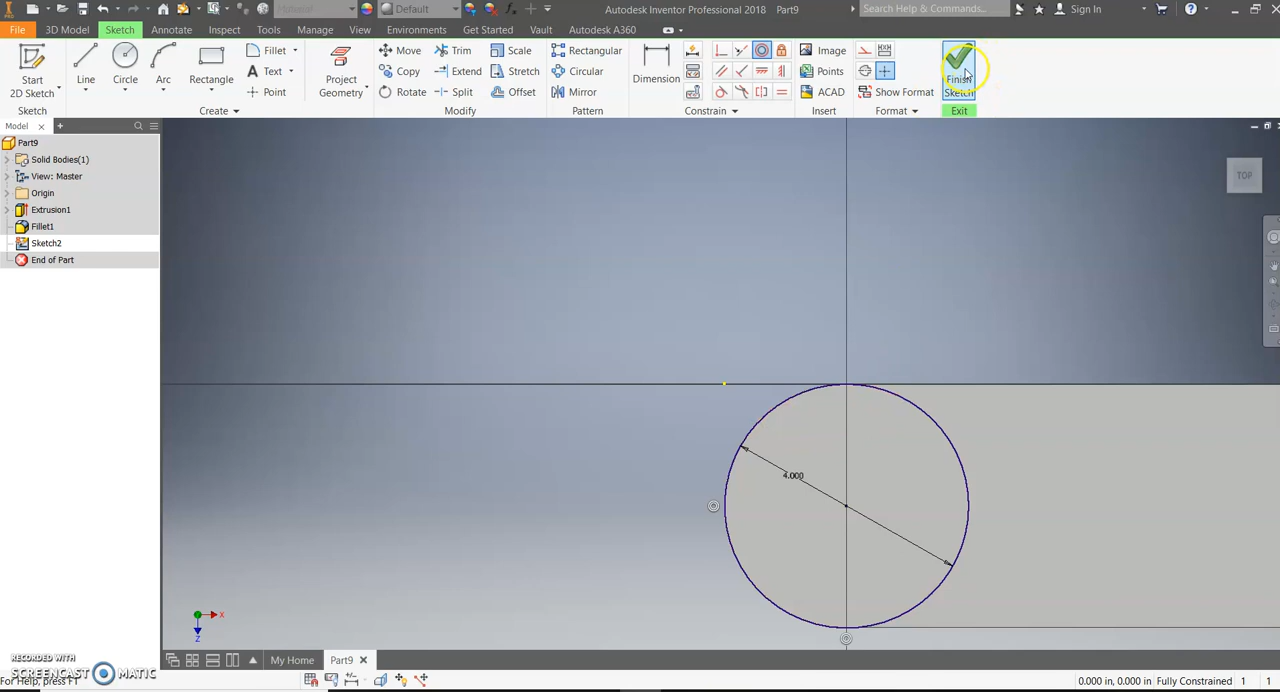 Material
Default
Autodesk Inventor Professional 2018 Part9
Search Help & Commands...
Sign In
File
3D Model
Sketch
Annotate
Inspect
Tools
Manage
View
Environments
Get Started
Vault
Autodesk A360
Start
2D Sketch
Line
Circle
Arc
Rectangle
Fillet
Text
Point
Project
Geometry
Move
Copy
Rotate
Trim
Extend
Split
Scale
Stretch
Offset
Rectangular
Circular
Mirror
Dimension
Image
Points
ACAD
Show Format
Finish
Sketch
Sketch
Create
Modify
Pattern
Constrain
Insert
Format
Exit
Model
Part9
Solid Bodies(1)
View: Master
Origin
Extrusion1
Fillet1
Sketch2
End of Part
TOP
4.000
X
Z
My Home
Part9
RECORDED WITH
SCREENCAST MATIC
For Help, press F1
0.000 in, 0.000 in
Fully Constrained
1
1